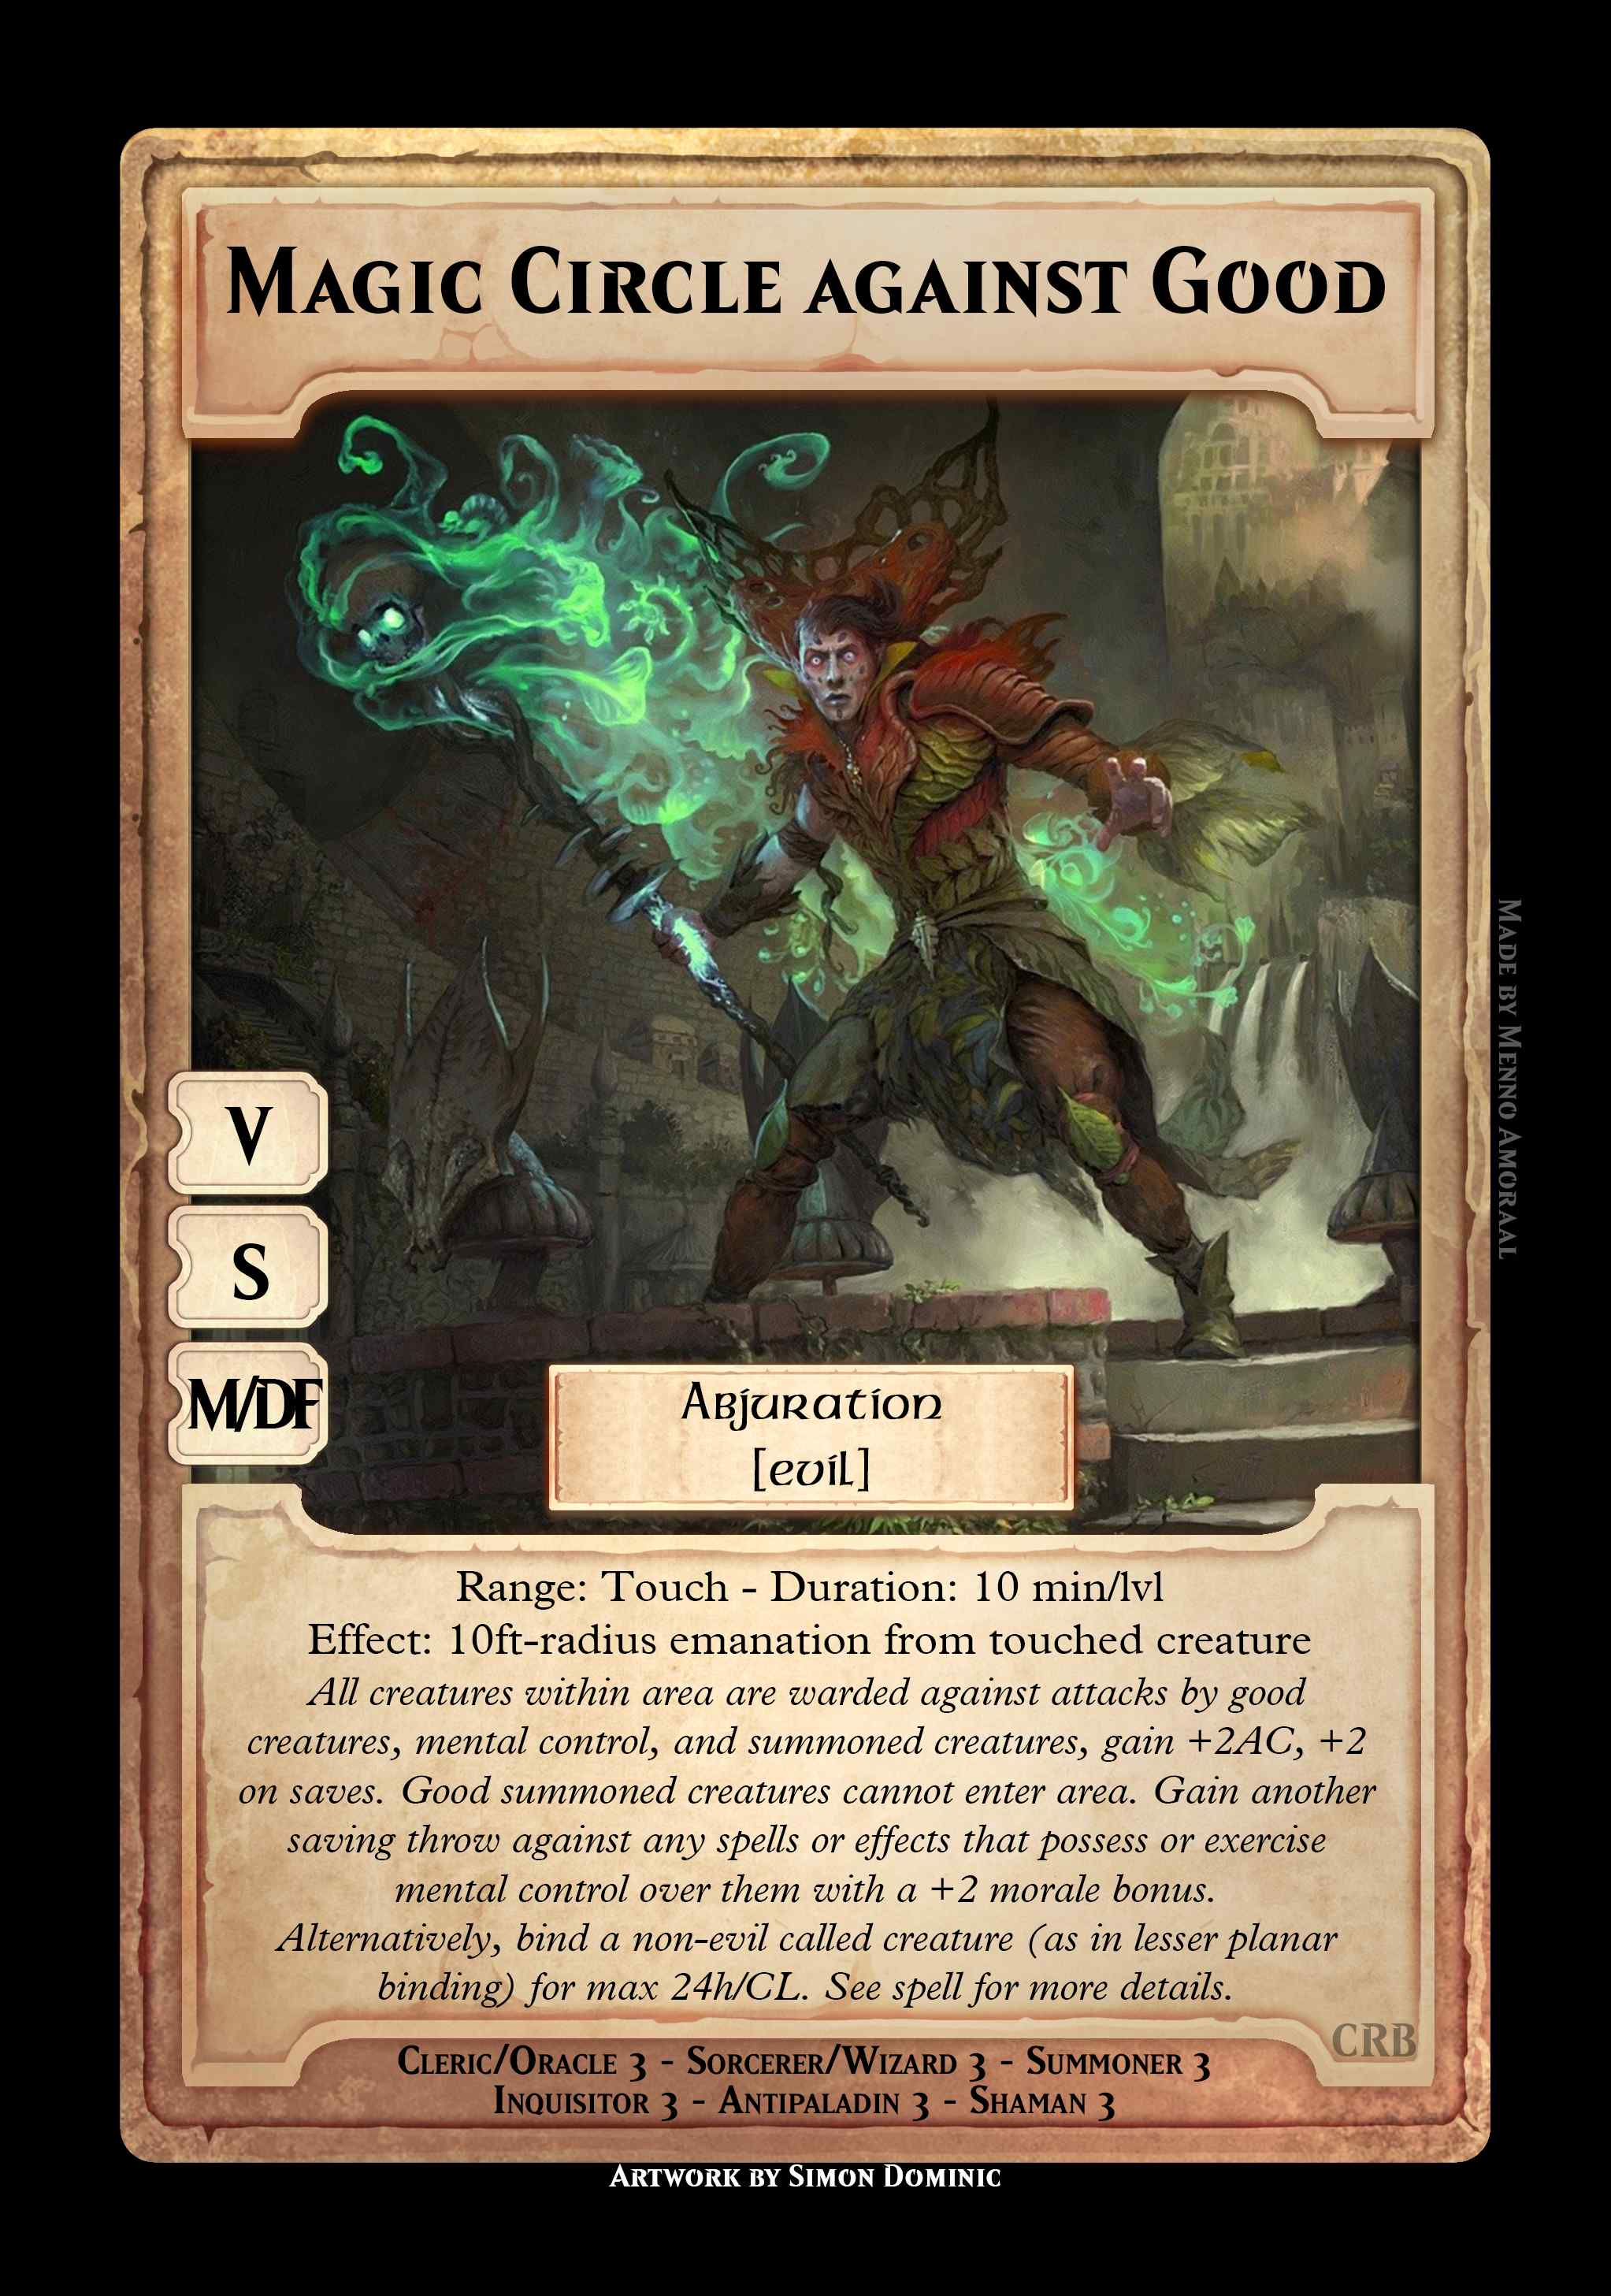 Magic Circle against Good
V
S
M/DF
Abjuration
[evil]
Range: Touch - Duration: 10 min/lvl
Effect: 10ft-radius emanation from touched creature
All creatures within area are warded against attacks by good
creatures, mental control, and summoned creatures, gain +2AC, +2
on saves. Good summoned creatures cannot enter area. Gain another
saving throw against any spells or effects that possess or exercise
mental control over them with a +2 morale bonus.
Alternatively, bind a non-evil called creature (as in lesser planar
binding) for max 24h/CL. See spell for more details.
CRB
Cleric/Oracle 3 - Sorcerer/Wizard 3 - Summoner 3
Inquisitor 3 - Antipaladin 3 - Shaman 3
Artwork by Simon Dominic
Made by Menno Amoraal